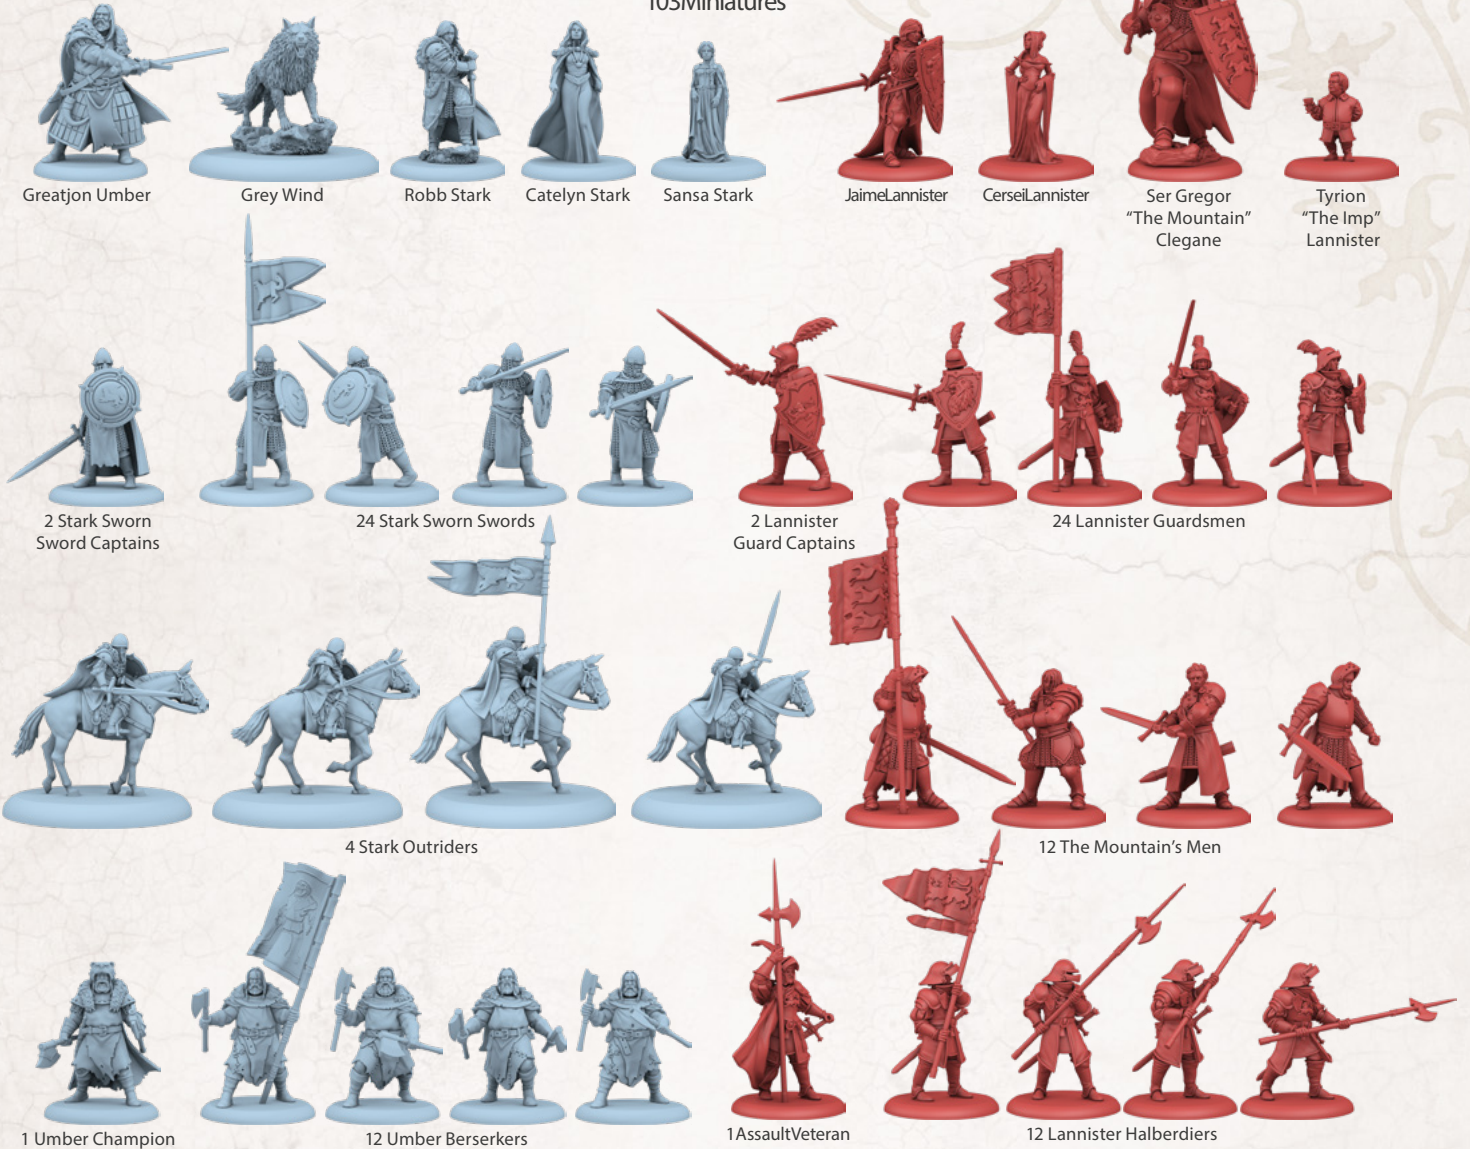 103Miniatures
Greatjon Umber
Grey Wind
Robb Stark
Catelyn Stark
Sansa Stark
JaimeLannister
CerseiLannister
Ser Gregor
“The Mountain”
Clegane
Tyrion
“The Imp”
Lannister
2 Stark Sworn
Sword Captains
24 Stark Sworn Swords
2 Lannister
Guard Captains
24 Lannister Guardsmen
4 Stark Outriders
12 The Mountain’s Men
1 Umber Champion
12 Umber Berserkers
1AssaultVeteran
12 Lannister Halberdiers